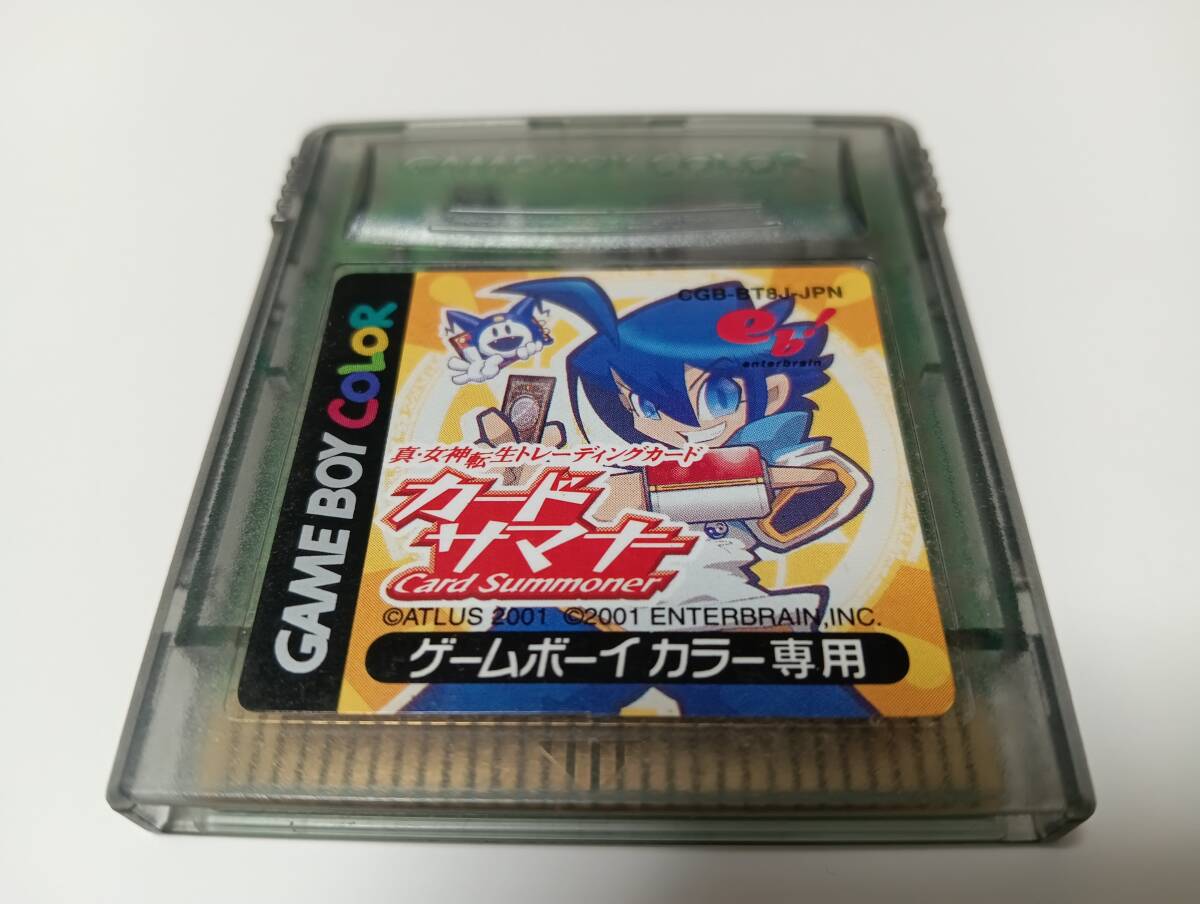 GAME BOY COLOR
GAME BOY COLOR
CGB-BT8J-JPN
eb!
enterbrain
真・女神転生トレーディングカード
カード
サマナー
Card Summoner
©ATLUS 2001 ©2001 ENTERBRAIN,INC.
ゲームボーイカラー専用